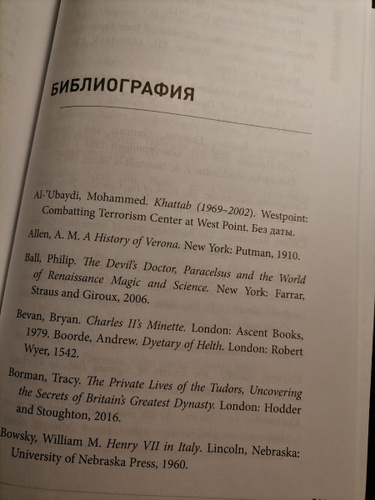 БИБЛИОГРАФИЯ
Al-'Ubaydi, Mohammed. Khattab (1969–2002). Westpoint:
Combatting Terrorism Center at West Point. Без даты.
Allen, A. M. A History of Verona. New York: Putman, 1910.
Ball, Philip. The Devil's Doctor, Paracelsus and the World
of Renaissance Magic and Science. New York: Farrar,
Straus and Giroux, 2006.
Bevan, Bryan. Charles II's Minette. London: Ascent Books,
1979. Boorde, Andrew. Dyetary of Helth. London: Robert
Wyer, 1542.
Borman, Tracy. The Private Lives of the Tudors, Uncovering
the Secrets of Britain's Greatest Dynasty. London: Hodder
and Stoughton, 2016.
Bowsky, William M. Henry VII in Italy. Lincoln, Nebraska:
University of Nebraska Press, 1960.